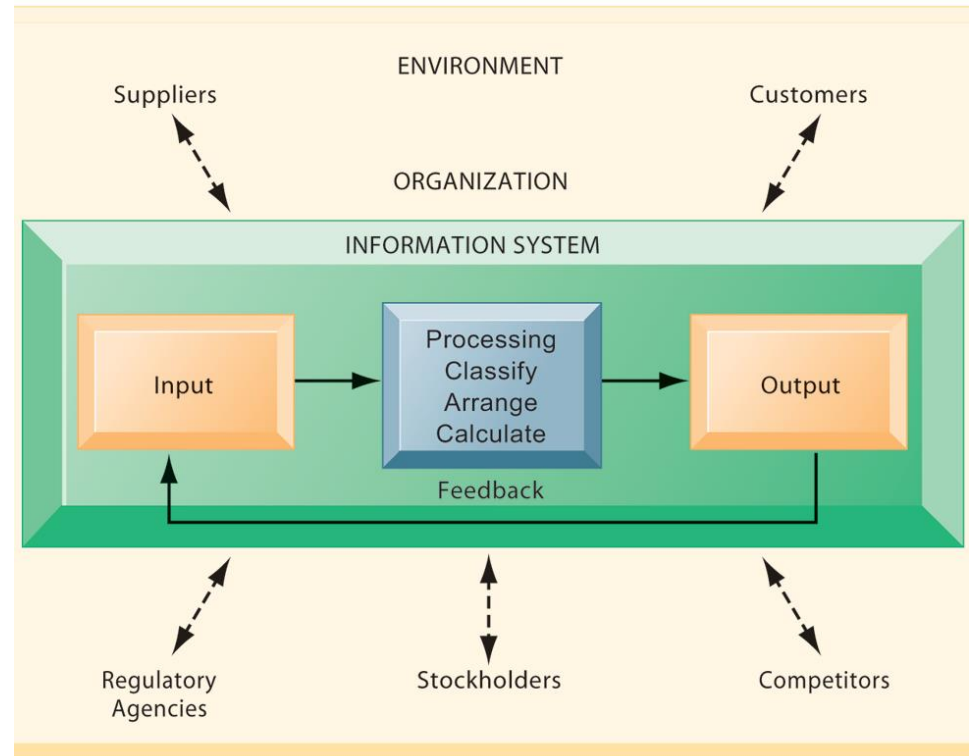 ENVIRONMENT
Suppliers
Customers
ORGANIZATION
INFORMATION SYSTEM
Input
Processing
Classify
Arrange
Calculate
Output
Feedback
Regulatory
Agencies
Stockholders
Competitors